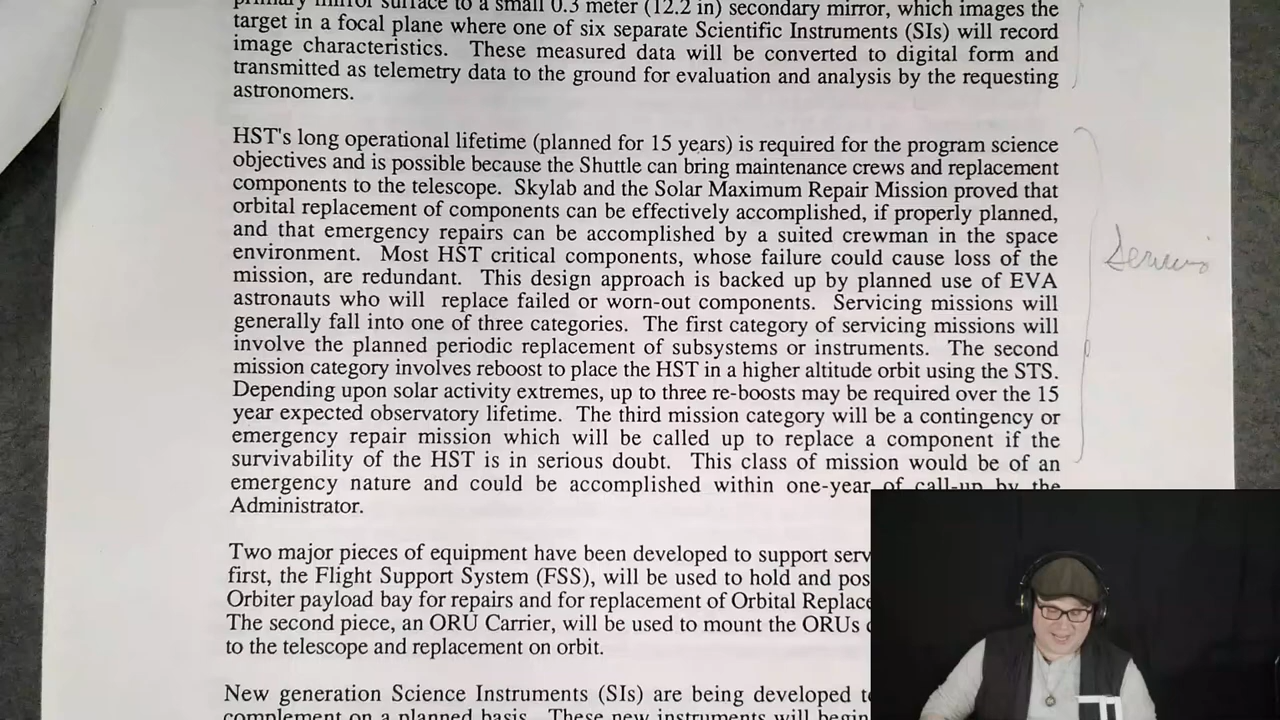 primary mirror surface to a small 0.3 meter (12.2 in) secondary mirror, which images the
target in a focal plane where one of six separate Scientific Instruments (SIs) will record
image characteristics. These measured data will be converted to digital form and
transmitted as telemetry data to the ground for evaluation and analysis by the requesting
astronomers.
HST's long operational lifetime (planned for 15 years) is required for the program science
objectives and is possible because the Shuttle can bring maintenance crews and replacement
components to the telescope. Skylab and the Solar Maximum Repair Mission proved that
orbital replacement of components can be effectively accomplished, if properly planned,
and that emergency repairs can be accomplished by a suited crewman in the space
environment. Most HST critical components, whose failure could cause loss of the
mission, are redundant. This design approach is backed up by planned use of EVA
astronauts who will replace failed or worn-out components. Servicing missions will
generally fall into one of three categories. The first category of servicing missions will
involve the planned periodic replacement of subsystems or instruments. The second
mission category involves reboost to place the HST in a higher altitude orbit using the STS.
Depending upon solar activity extremes, up to three re-boosts may be required over the 15
year expected observatory lifetime. The third mission category will be a contingency or
emergency repair mission which will be called up to replace a component if the
survivability of the HST is in serious doubt. This class of mission would be of an
emergency nature and could be accomplished within one-year of call-up by the
Administrator.
Two major pieces of equipment have been developed to support serv
first, the Flight Support System (FSS), will be used to hold and pos
Orbiter payload bay for repairs and for replacement of Orbital Replace
The second piece, an ORU Carrier, will be used to mount the ORUs
to the telescope and replacement on orbit.
New generation Science Instruments (SIs) are being developed
complement on a planned basis. These new instruments will begin